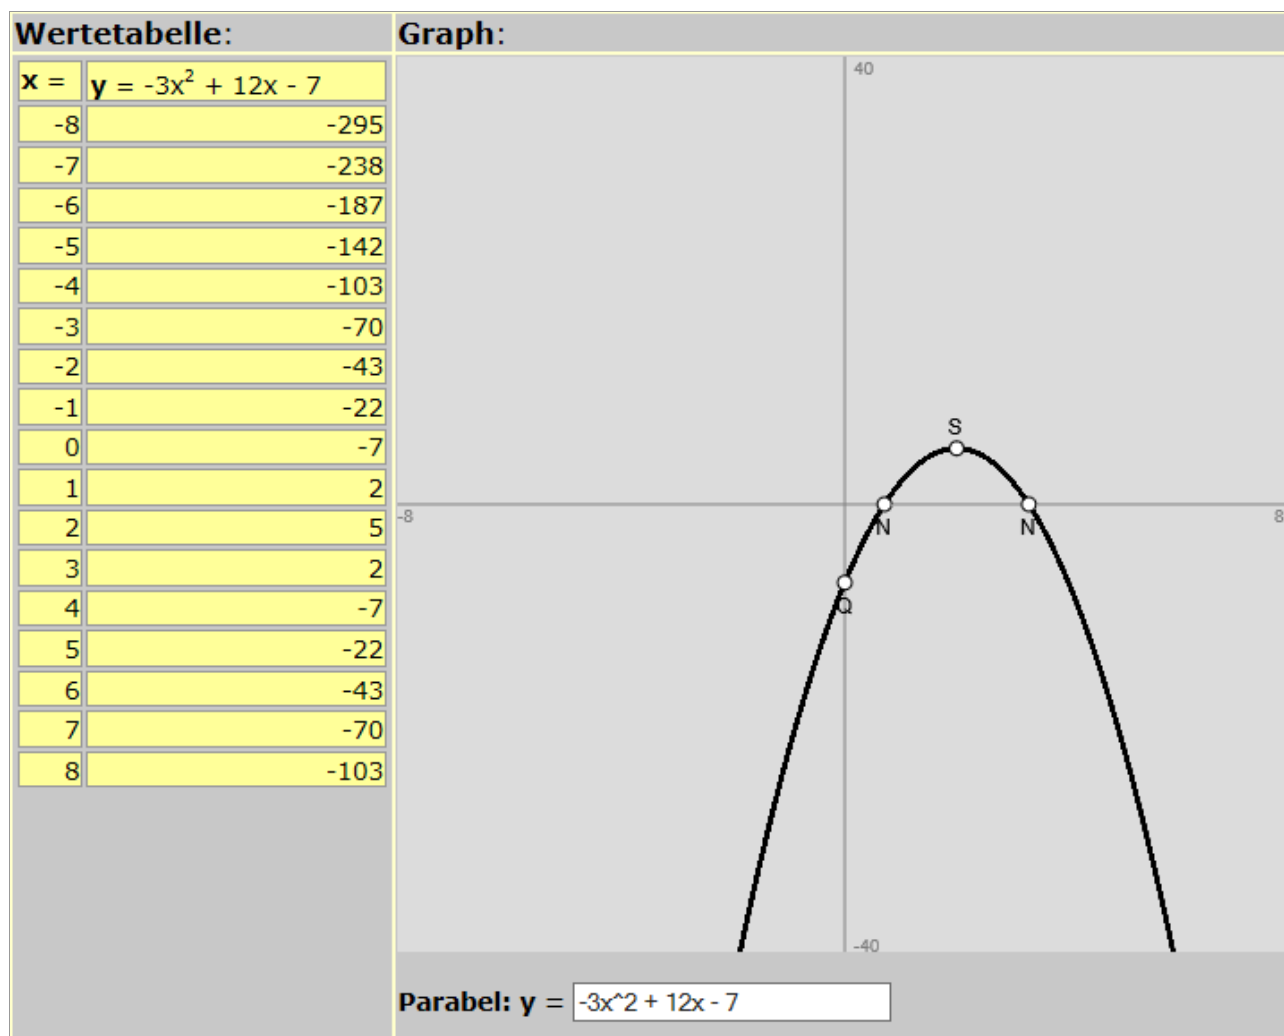 Wertetabelle:
x = y = -3x² + 12x - 7
-8 -295
-7 -238
-6 -187
-5 -142
-4 -103
-3 -70
-2 -43
-1 -22
0 -7
1 2
2 5
3 2
4 -7
5 -22
6 -43
7 -70
8 -103
Graph:
40
S
-8
8
N
N
Q
-40
Parabel: y = -3x^2 + 12x - 7